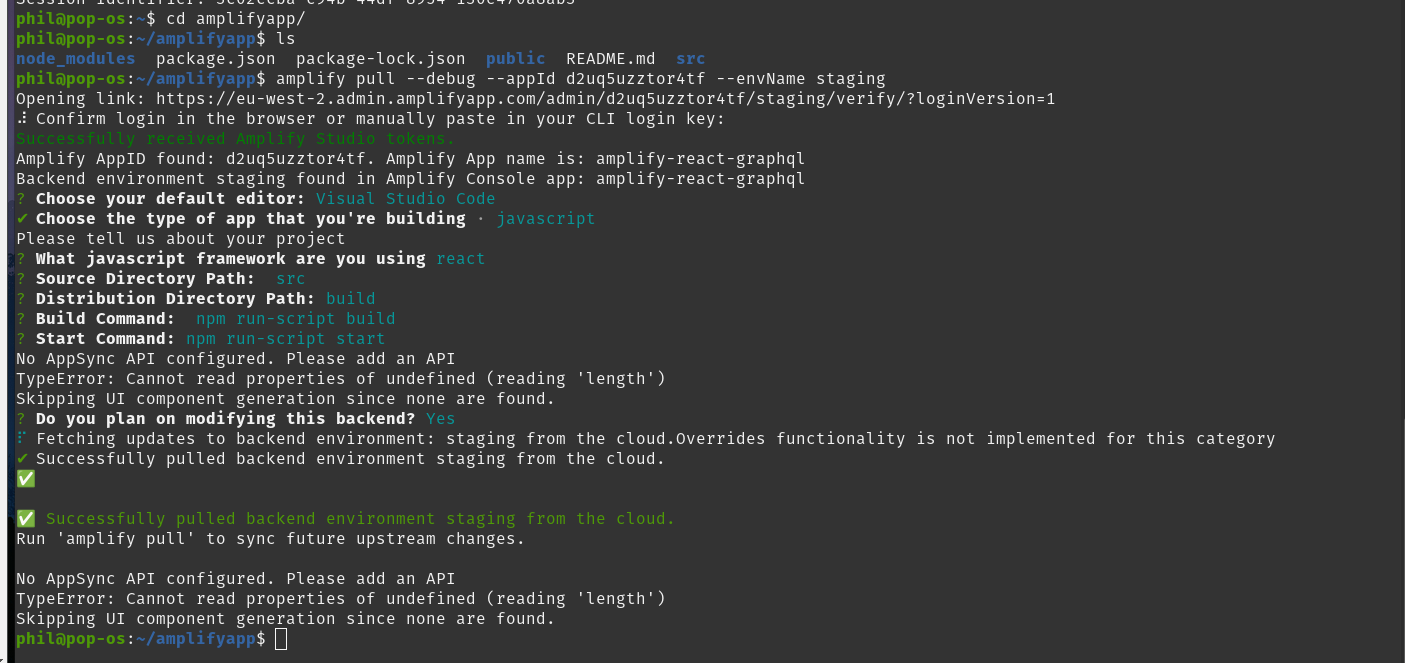 phil@pop-os:~$ cd amplifyapp/
phil@pop-os:~/amplifyapp$ ls
node_modules  package.json  package-lock.json  public  README.md  src
phil@pop-os:~/amplifyapp$ amplify pull --debug --appId d2uq5uzztor4tf --envName staging
Opening link: https://eu-west-2.admin.amplifyapp.com/admin/d2uq5uzztor4tf/staging/verify/?loginVersion=1
⠼ Confirm login in the browser or manually paste in your CLI login key:
Successfully received Amplify Studio tokens.
Amplify AppID found: d2uq5uzztor4tf. Amplify App name is: amplify-react-graphql
Backend environment staging found in Amplify Console app: amplify-react-graphql
? Choose your default editor: Visual Studio Code
✔ Choose the type of app that you're building · javascript
Please tell us about your project
? What javascript framework are you using react
? Source Directory Path:  src
? Distribution Directory Path: build
? Build Command:  npm run-script build
? Start Command: npm run-script start
No AppSync API configured. Please add an API
TypeError: Cannot read properties of undefined (reading 'length')
Skipping UI component generation since none are found.
? Do you plan on modifying this backend? Yes
⠏ Fetching updates to backend environment: staging from the cloud.Overrides functionality is not implemented for this category
✔ Successfully pulled backend environment staging from the cloud.
✅
✅ Successfully pulled backend environment staging from the cloud.
Run 'amplify pull' to sync future upstream changes.
No AppSync API configured. Please add an API
TypeError: Cannot read properties of undefined (reading 'length')
Skipping UI component generation since none are found.
phil@pop-os:~/amplifyapp$